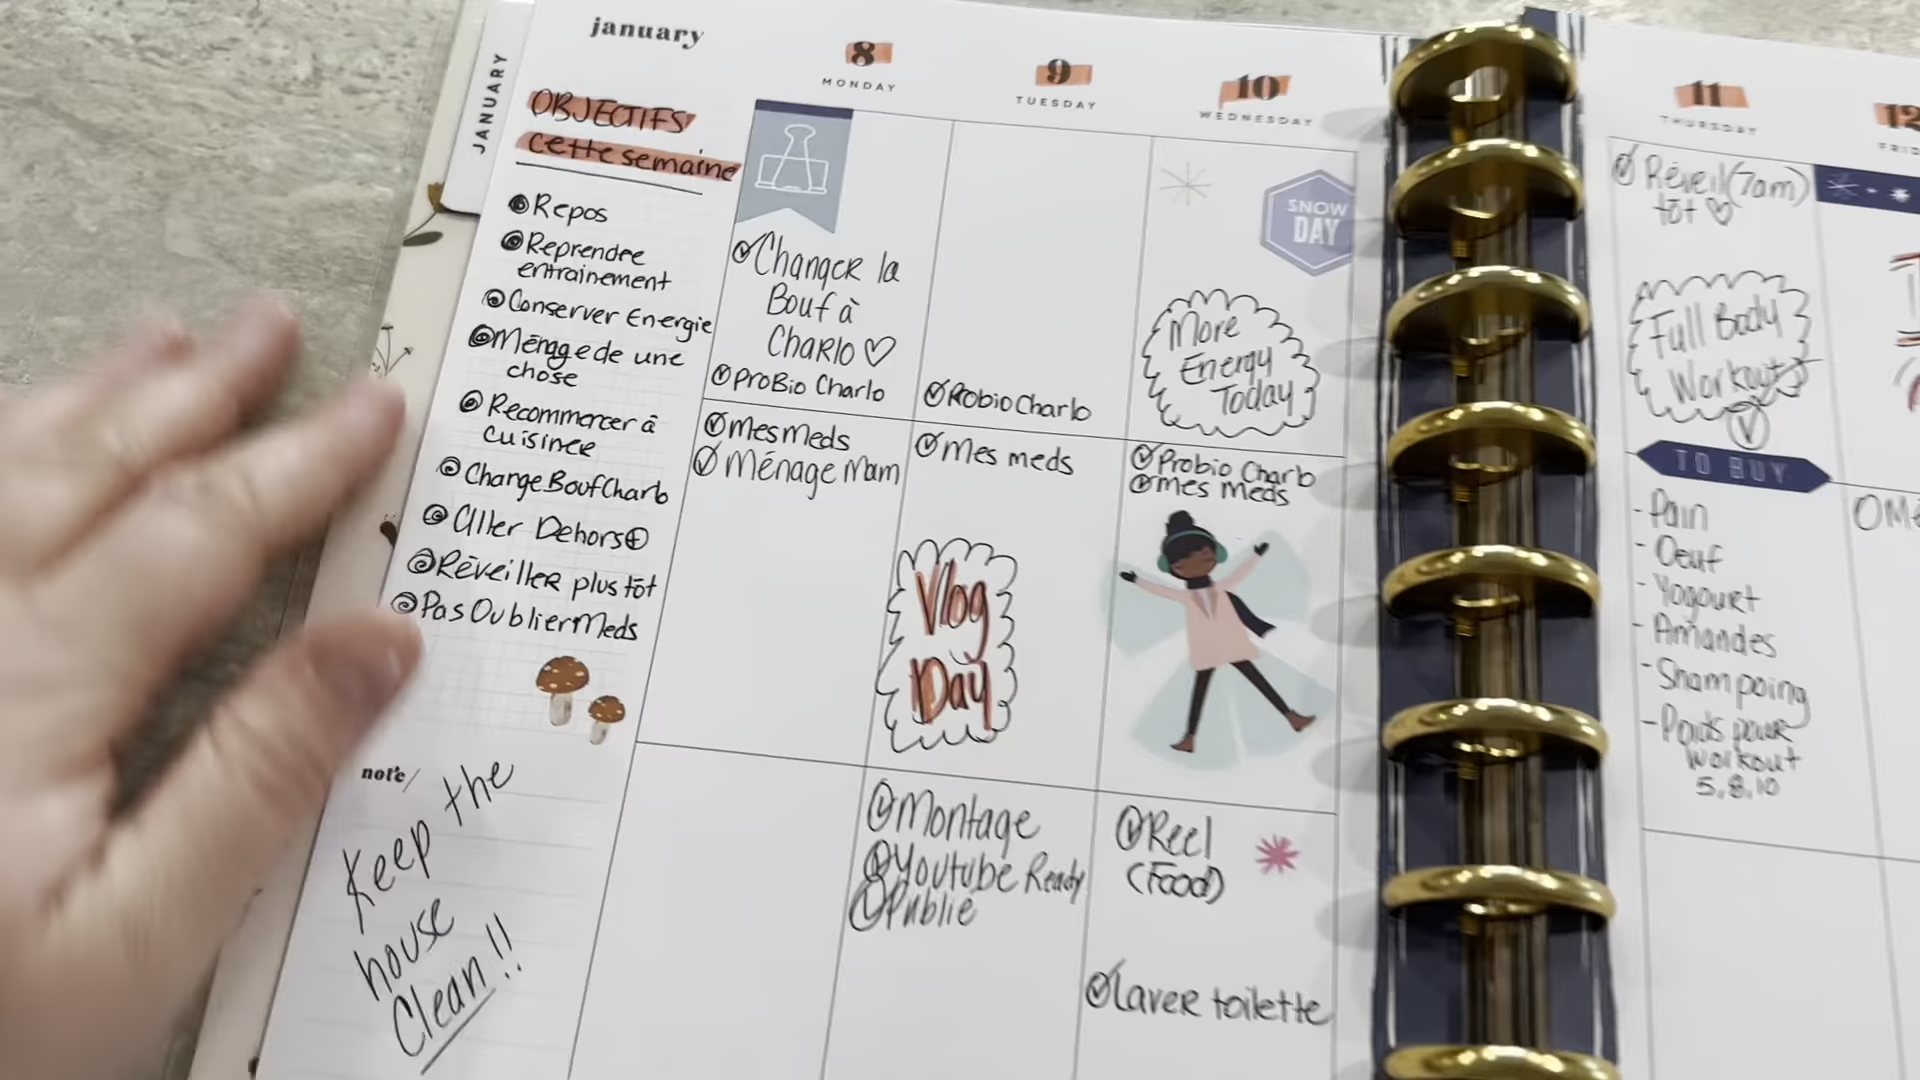 january
JANUARY
OBJECTIFS
cette semaine
Repos
Reprendre
entrainement
Conserver Energie
Ménage de une
chose
Recommencer à
cuisiner
Change Bouf Charlo
Aller Dehors +
Réveiller plus tôt
Pas Oublier Meds
note/
Keep the
house
Clean!!
8
MONDAY
Changer la
Bouf à
Charlo ♡
ProBio Charlo
Mes Meds
Ménage Mam
9
TUESDAY
Probio Charlo
Mes meds
Vlog
Day
Montage
Youtube Ready
Publie
10
WEDNESDAY
SNOW
DAY
More
Energy
Today
Probio Charlo
Mes meds
Reel
(Food)
Laver toilette
11
THURSDAY
Réveil (7am)
tôt ♡
Full Body
Workout
TO BUY
- Pain
- Oeuf
- Yogourt
- Amandes
- Shampoing
- Poids pour
workout
5,8,10
12